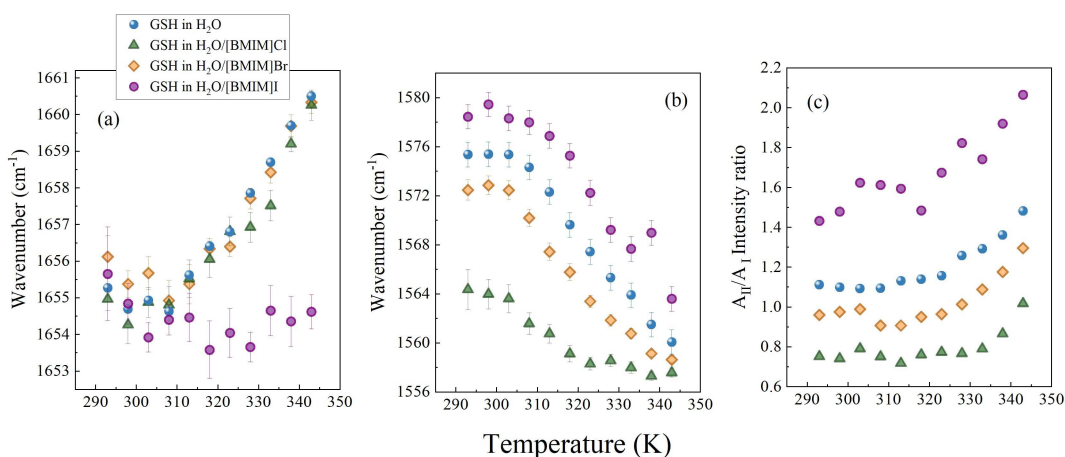 GSH in H₂O
GSH in H₂O/[BMIM]Cl
GSH in H₂O/[BMIM]Br
GSH in H₂O/[BMIM]I
(a)
Wavenumber (cm⁻¹)
1661
1660
1659
1658
1657
1656
1655
1654
1653
290 300 310 320 330 340 350
(b)
Wavenumber (cm⁻¹)
1580
1576
1572
1568
1564
1560
1556
290 300 310 320 330 340 350
(c)
A_II/A_I Intensity ratio
2.2
2.0
1.8
1.6
1.4
1.2
1.0
0.8
0.6
290 300 310 320 330 340 350
Temperature (K)